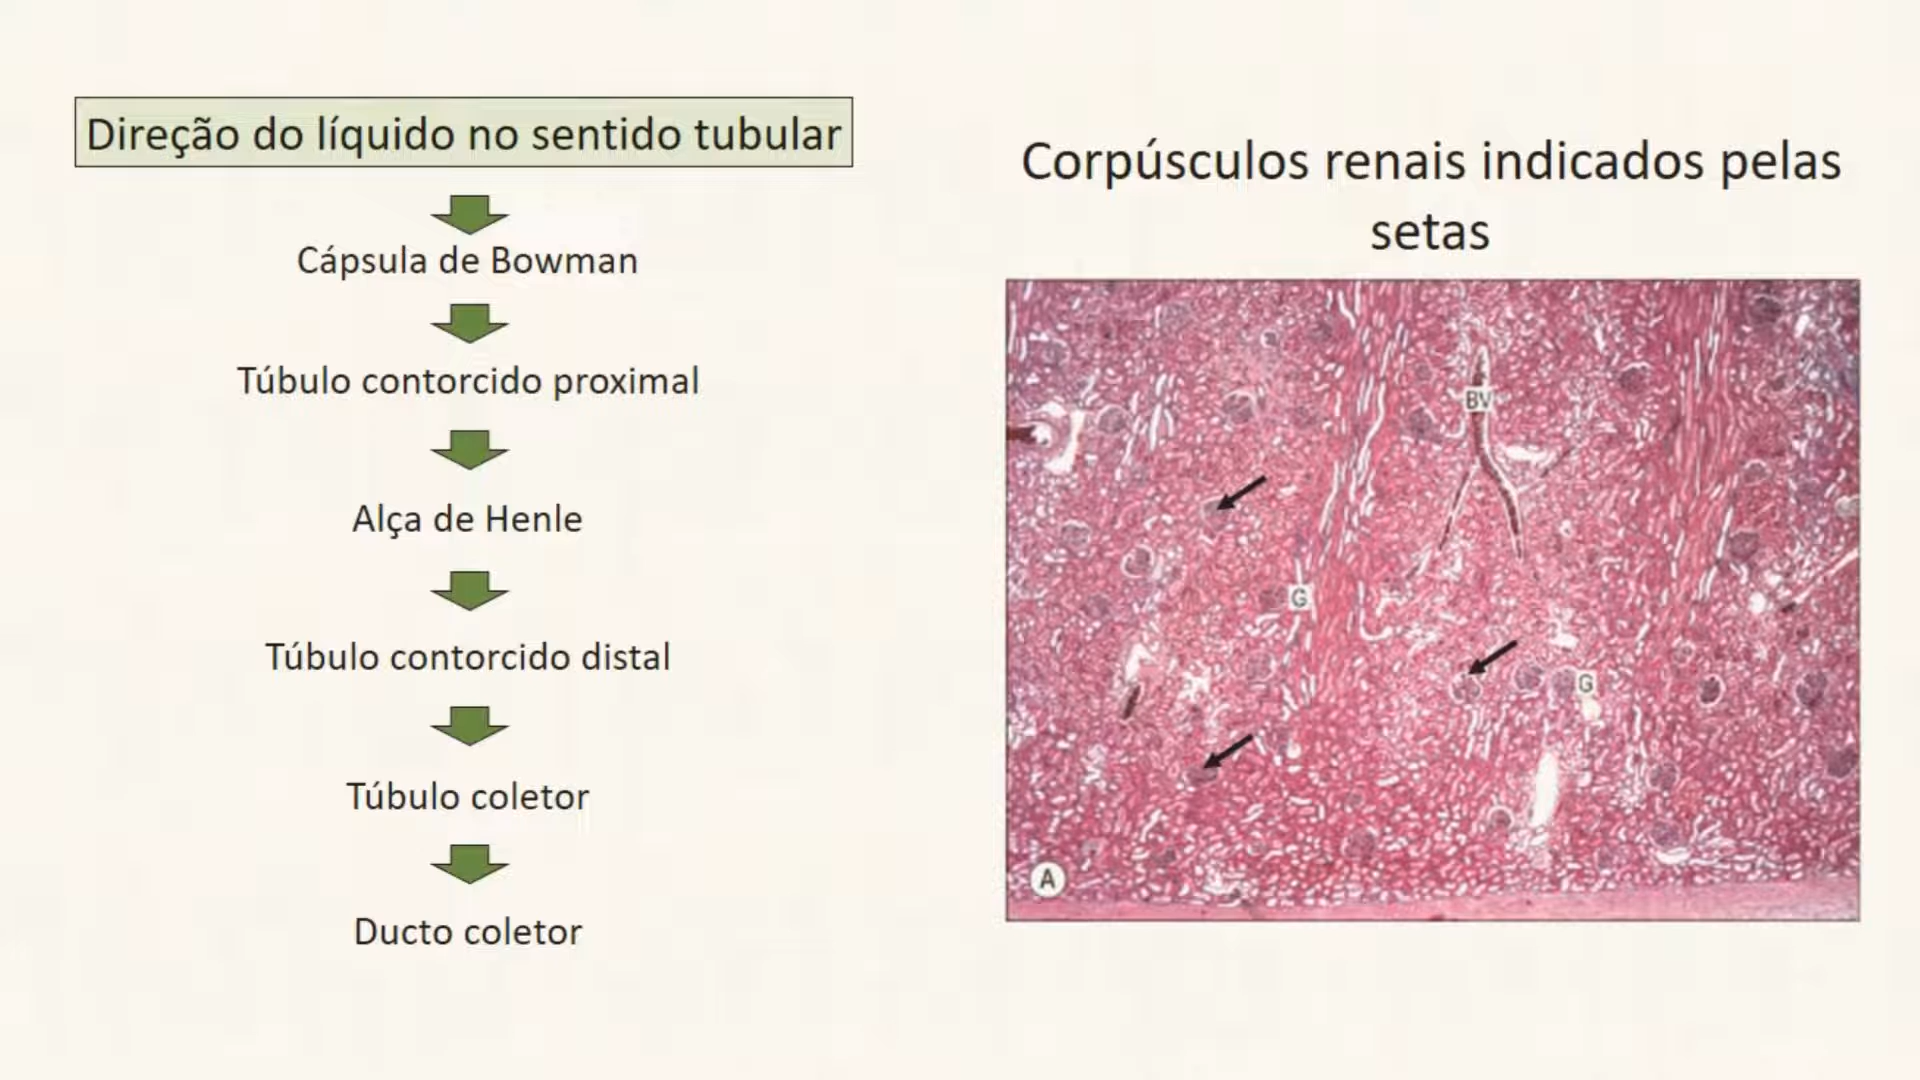 Direção do líquido no sentido tubular
Cápsula de Bowman
Túbulo contorcido proximal
Alça de Henle
Túbulo contorcido distal
Túbulo coletor
Ducto coletor
Corpúsculos renais indicados pelas
setas
BV
G
G
A